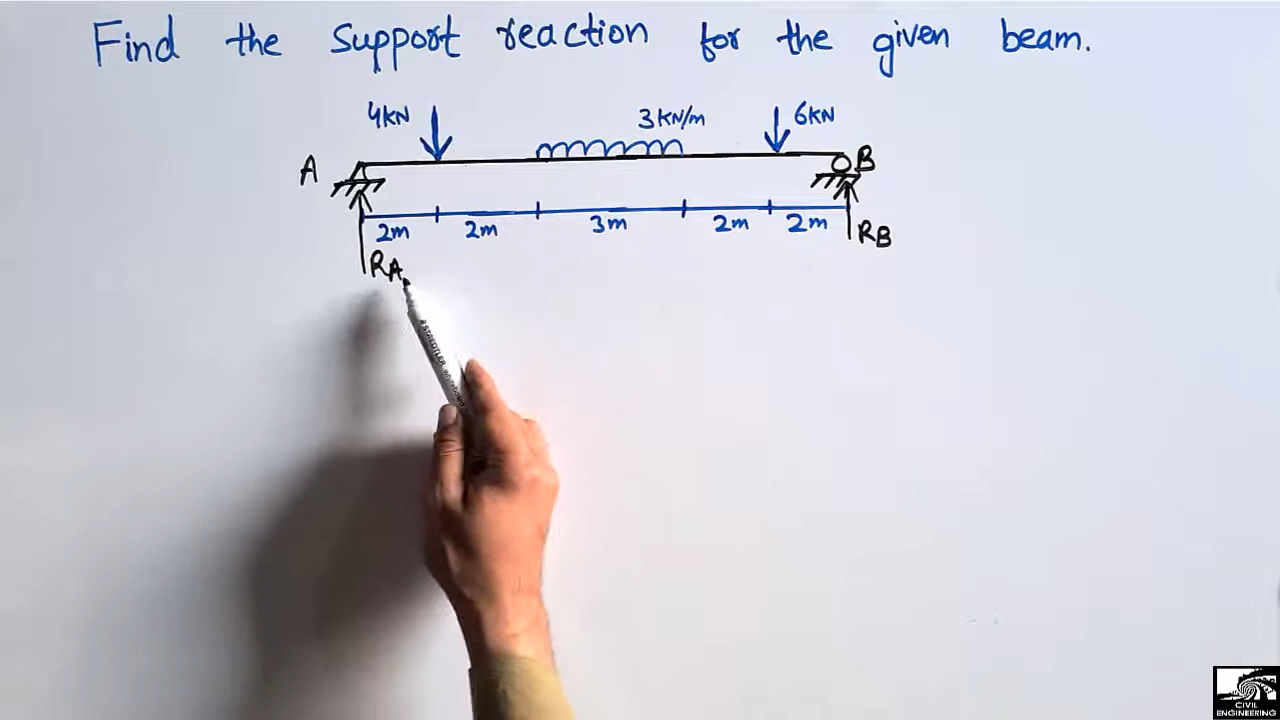 Find the support reaction for the given beam.
4kN 3kN/m 6kN
A B
2m 2m 3m 2m 2m
RA RB
STAEDTLER
CIVIL
ENGINEERING